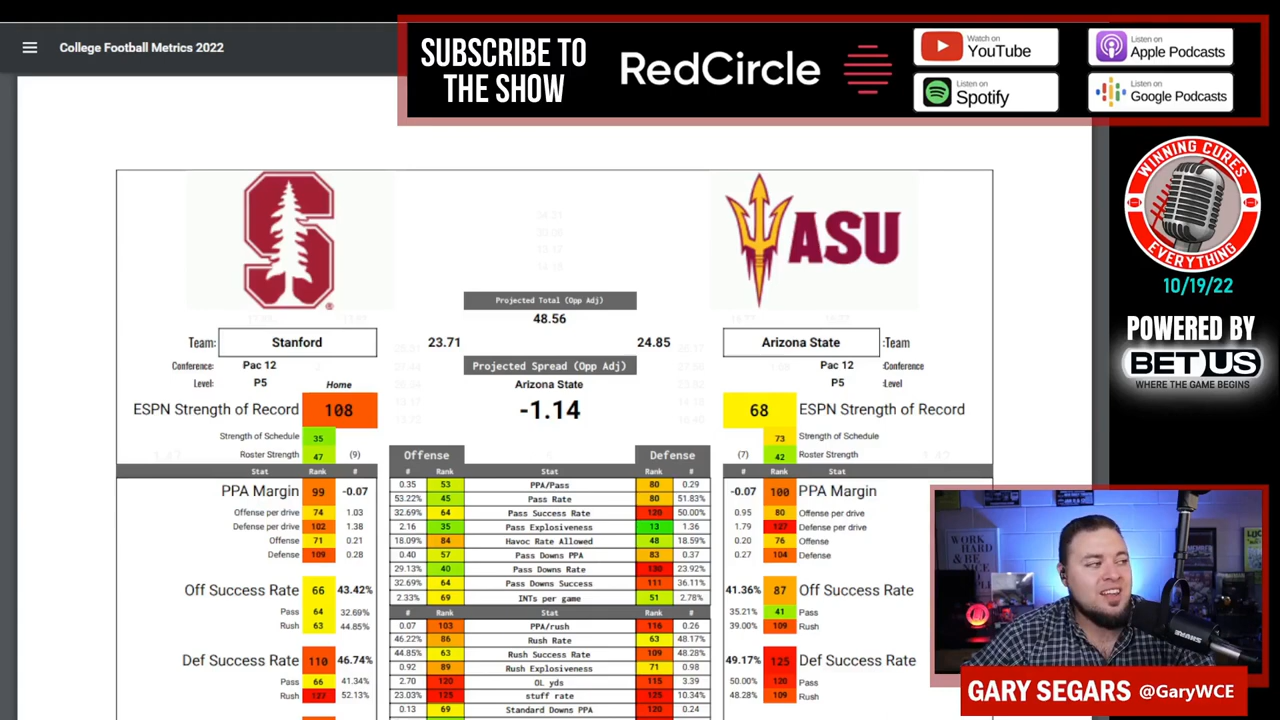 College Football Metrics 2022
SUBSCRIBE TO
THE SHOW
RedCircle
Watch on
YouTube
Listen on
Spotify
Listen on
Apple Podcasts
Listen on
Google Podcasts
WINNING CURES
EVERYTHING
10/19/22
POWERED BY
BETUS
WHERE THE GAME BEGINS
S
ASU
Projected Total (Opp Adj)
48.56
Team: Stanford 23.71 24.85 Arizona State :Team
Conference: Pac 12 Projected Spread (Opp Adj) Pac 12 :Conference
Level: P5 Home Arizona State P5 :Level
ESPN Strength of Record 108 -1.14 68 ESPN Strength of Record
Strength of Schedule 35 73 Strength of Schedule
Roster Strength 47 (9) Offense Defense (7) 42 Roster Strength
Stat Rank # # Rank Stat Rank # # Rank Stat
PPA Margin 99 -0.07 0.35 53 PPA/Pass 80 0.29 -0.07 100 PPA Margin
53.22% 45 Pass Rate 80 51.83%
Offense per drive 74 1.03 32.69% 64 Pass Success Rate 120 50.00% 0.95 80 Offense per drive
Defense per drive 102 1.38 2.16 35 Pass Explosiveness 13 1.36 1.79 127 Defense per drive
Offense 71 0.21 18.09% 84 Havoc Rate Allowed 48 18.59% 0.20 76 Offense
Defense 109 0.28 0.40 57 Pass Downs PPA 83 0.37 0.27 104 Defense
29.13% 40 Pass Downs Rate 130 23.92%
Off Success Rate 66 43.42% 32.69% 64 Pass Downs Success 111 36.11% 41.36% 87 Off Success Rate
2.33% 69 INTs per game 51 2.78%
Pass 64 32.69% # Rank Stat Rank # 35.21% 41 Pass
Rush 63 44.85% 0.07 103 PPA/rush 116 0.26 39.00% 109 Rush
46.22% 86 Rush Rate 63 48.17%
Def Success Rate 110 46.74% 44.85% 63 Rush Success Rate 109 48.28% 49.17% 125 Def Success Rate
0.92 89 Rush Explosiveness 71 0.98
Pass 66 41.34% 2.70 120 OL yds 115 3.39 50.00% 120 Pass
Rush 127 52.13% 23.03% 125 stuff rate 125 10.34% 48.28% 109 Rush
0.13 69 Standard Downs PPA 120 0.24
WORK
HARD
GARY SEGARS @GaryWCE